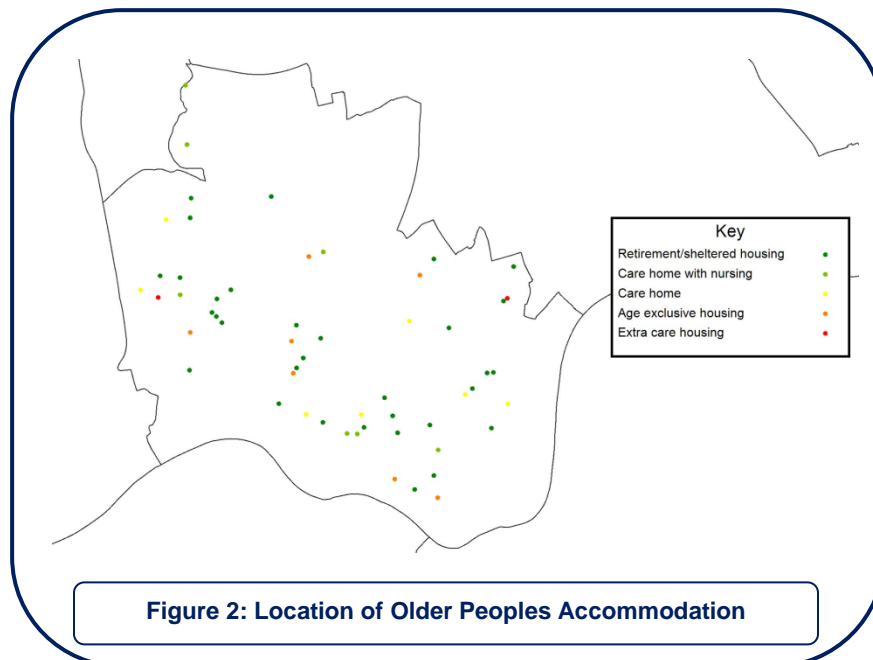 Key
Retirement/sheltered housing
Care home with nursing
Care home
Age exclusive housing
Extra care housing
Figure 2: Location of Older Peoples Accommodation